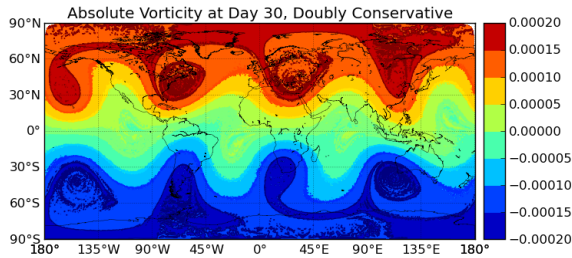 Absolute Vorticity at Day 30, Doubly Conservative
90°N
60°N
30°N
0°
30°S
60°S
90°S
180° 135°W 90°W 45°W 0° 45°E 90°E 135°E 180°
0.00020
0.00015
0.00010
0.00005
0.00000
−0.00005
−0.00010
−0.00015
−0.00020